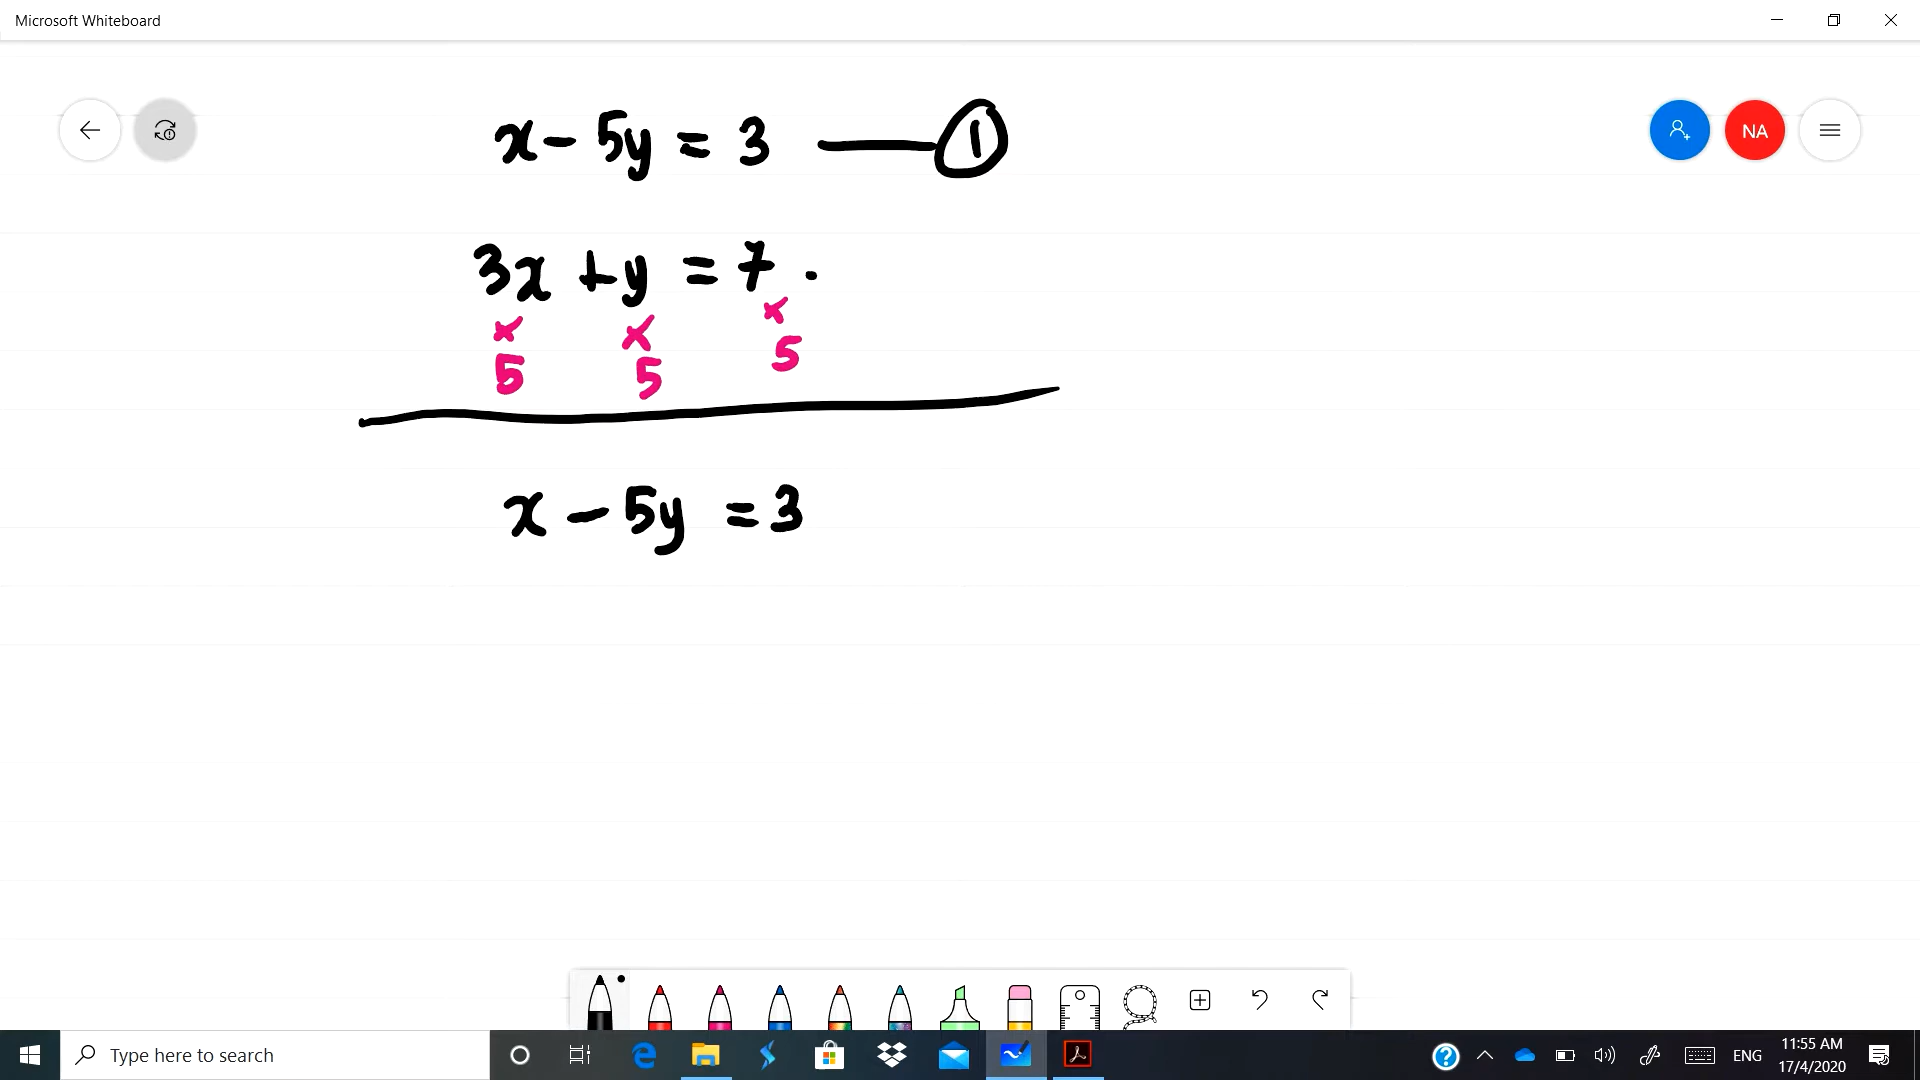 Microsoft Whiteboard
x - 5y = 3 —— ①
NA
3x + y = 7 .
× × ×
5 5 5
x - 5y = 3
Type here to search
ENG
11:55 AM
17/4/2020